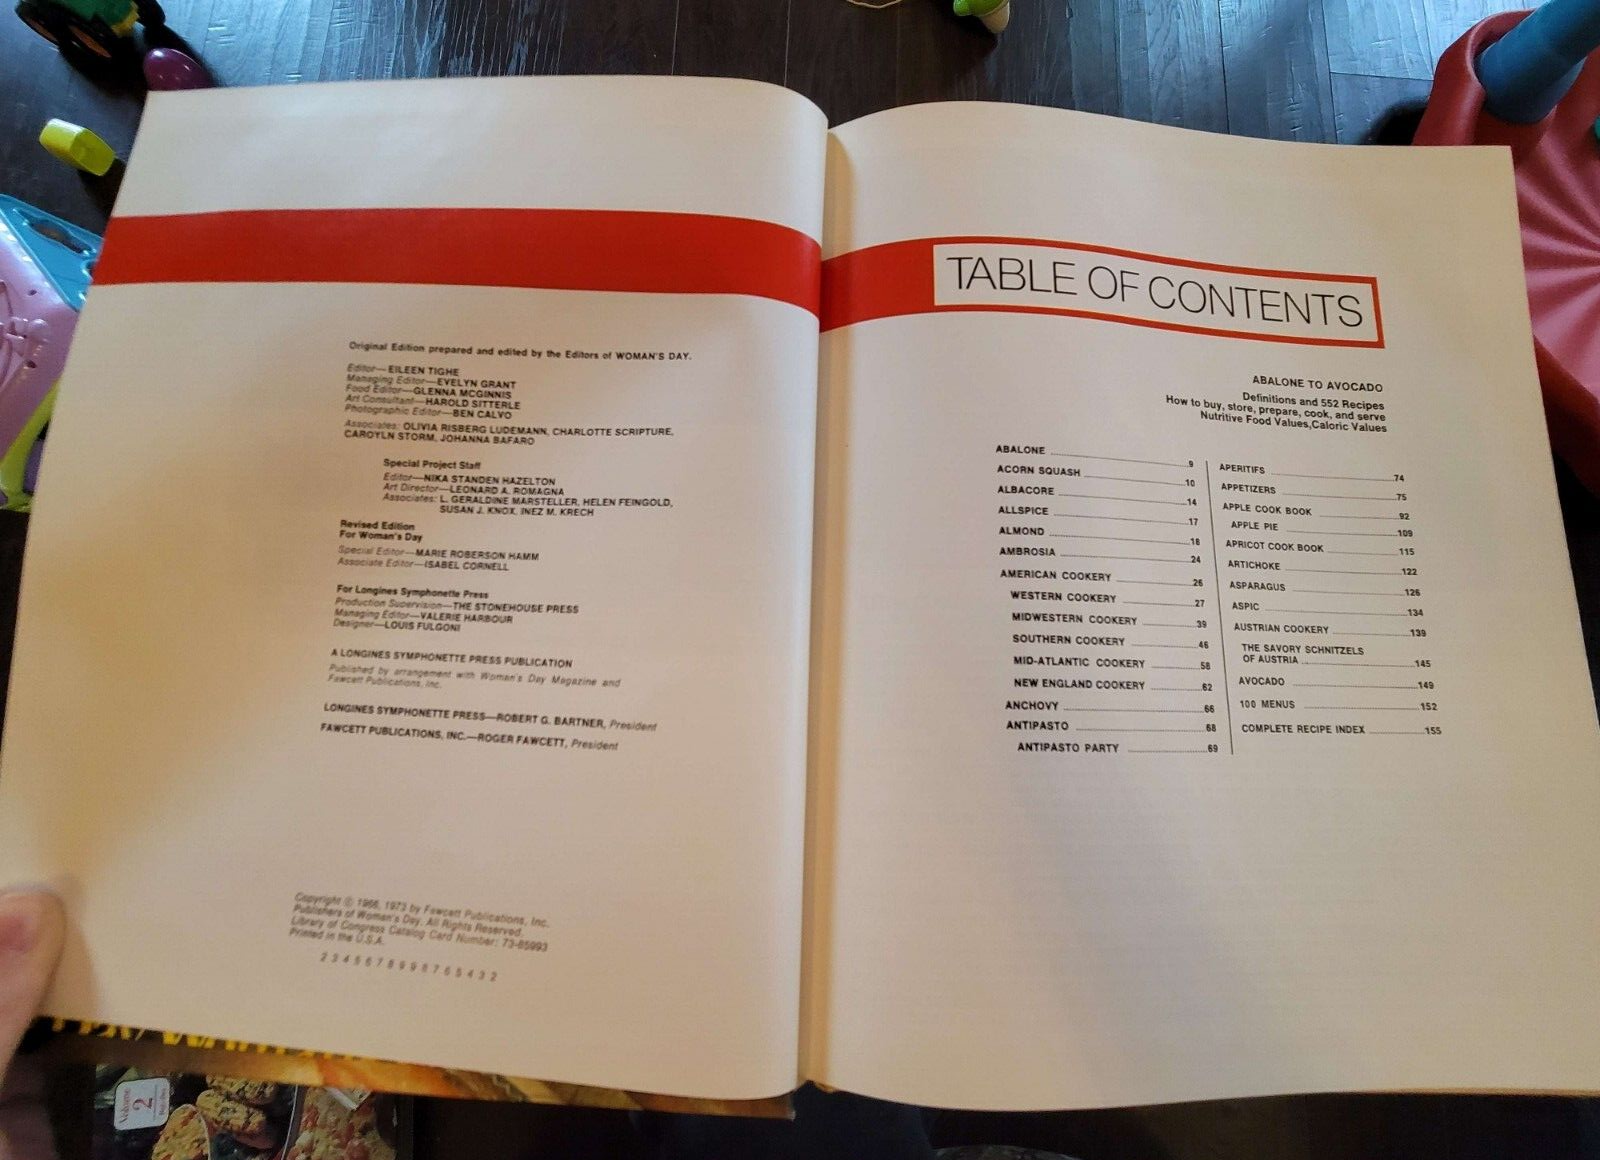 Original Edition prepared and edited by the Editors of WOMAN'S DAY.
Editor—EILEEN TIGHE
Managing Editor—EVELYN GRANT
Food Editor—GLENNA MCGINNIS
Art Consultant—HAROLD SITTERLE
Photographic Editor—BEN CALVO
Associates: OLIVIA RISBERG LUDEMANN, CHARLOTTE SCRIPTURE,
CAROYLN STORM, JOHANNA BAFARO
Special Project Staff
Editor—NIKA STANDEN HAZELTON
Art Director—LEONARD A. ROMAGNA
Associates: L. GERALDINE MARSTELLER, HELEN FEINGOLD,
SUSAN J. KNOX, INEZ M. KRECH
Revised Edition
For Woman's Day
Special Editor—MARIE ROBERSON HAMM
Associate Editor—ISABEL CORNELL
For Longines Symphonette Press
Production Supervision—THE STONEHOUSE PRESS
Managing Editor—VALERIE HARBOUR
Designer—LOUIS FULGONI
A LONGINES SYMPHONETTE PRESS PUBLICATION
Published by arrangement with Woman's Day Magazine and
Fawcett Publications, Inc.
LONGINES SYMPHONETTE PRESS—ROBERT G. BARTNER, President
FAWCETT PUBLICATIONS, INC.—ROGER FAWCETT, President
Copyright © 1966, 1973 by Fawcett Publications, Inc.
Publishers of Woman's Day. All Rights Reserved.
Library of Congress Catalog Card Number: 73-85993
Printed in the U.S.A.
2 3 4 5 6 7 8 9 9 8 7 6 5 4 3 2
TABLE OF CONTENTS
ABALONE TO AVOCADO
Definitions and 552 Recipes
How to buy, store, prepare, cook, and serve
Nutritive Food Values, Caloric Values
ABALONE 9
ACORN SQUASH 10
ALBACORE 14
ALLSPICE 17
ALMOND 18
AMBROSIA 24
AMERICAN COOKERY 26
WESTERN COOKERY 27
MIDWESTERN COOKERY 39
SOUTHERN COOKERY 46
MID-ATLANTIC COOKERY 58
NEW ENGLAND COOKERY 62
ANCHOVY 66
ANTIPASTO 68
ANTIPASTO PARTY 69
APERITIFS 74
APPETIZERS 75
APPLE COOK BOOK 92
APPLE PIE 109
APRICOT COOK BOOK 115
ARTICHOKE 122
ASPARAGUS 126
ASPIC 134
AUSTRIAN COOKERY 139
THE SAVORY SCHNITZELS
OF AUSTRIA 145
AVOCADO 149
100 MENUS 152
COMPLETE RECIPE INDEX 155
Volume
2